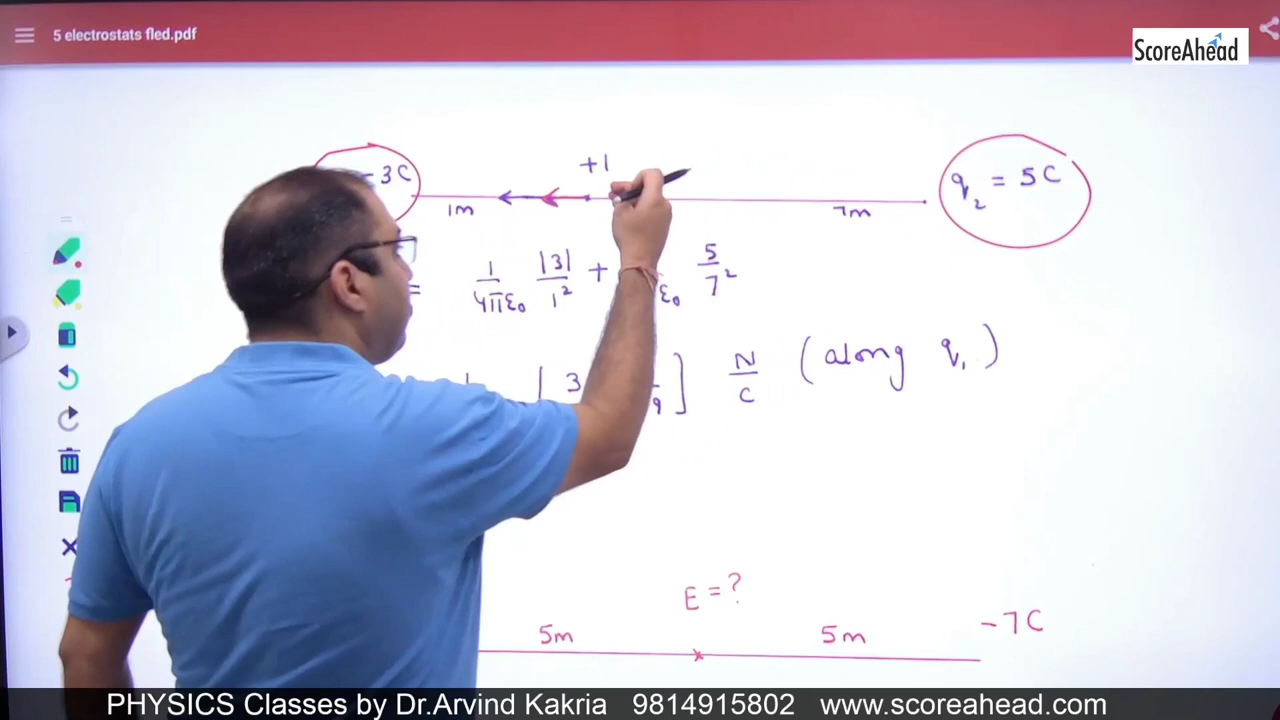 5 electrostats fled.pdf
ScoreAhead
+1
- 3C
q₂ = 5C
1m
7m
= 1/4πε₀ |3|/1² + ε₀ 5/7²
[ 3 9 ] N/C (along q₁)
E = ?
5m
5m
-7C
PHYSICS Classes by Dr.Arvind Kakria 9814915802 www.scoreahead.com